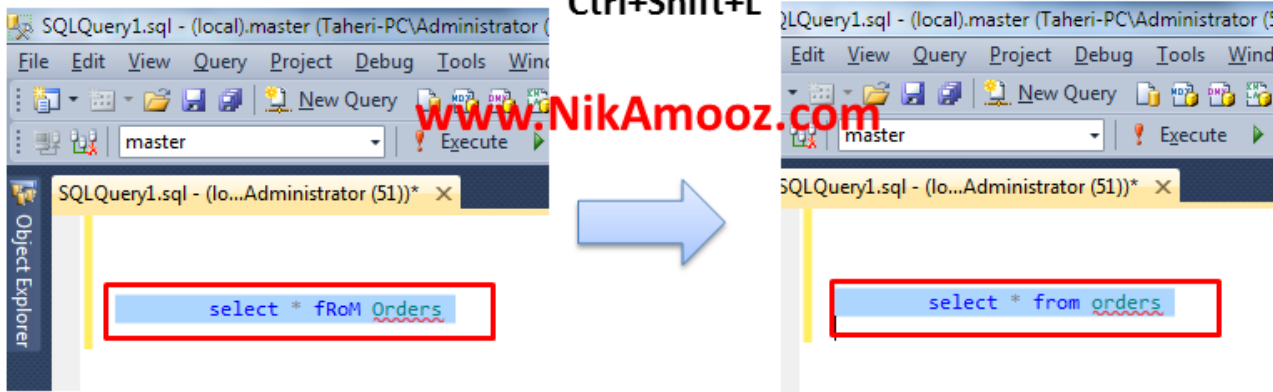 Ctrl+Shift+L
SQLQuery1.sql - (local).master (Taheri-PC\Administrator (
File Edit View Query Project Debug Tools
New Query
master
Execute
SQLQuery1.sql - (lo...Administrator (51))*
Object Explorer
select * fRoM Orders
www.NikAmooz.com
QLQuery1.sql - (local).master (Taheri-PC\Administrator (5
Edit View Query Project Debug Tools Wind
New Query
master
Execute
SQLQuery1.sql - (lo...Administrator (51))*
select * from orders